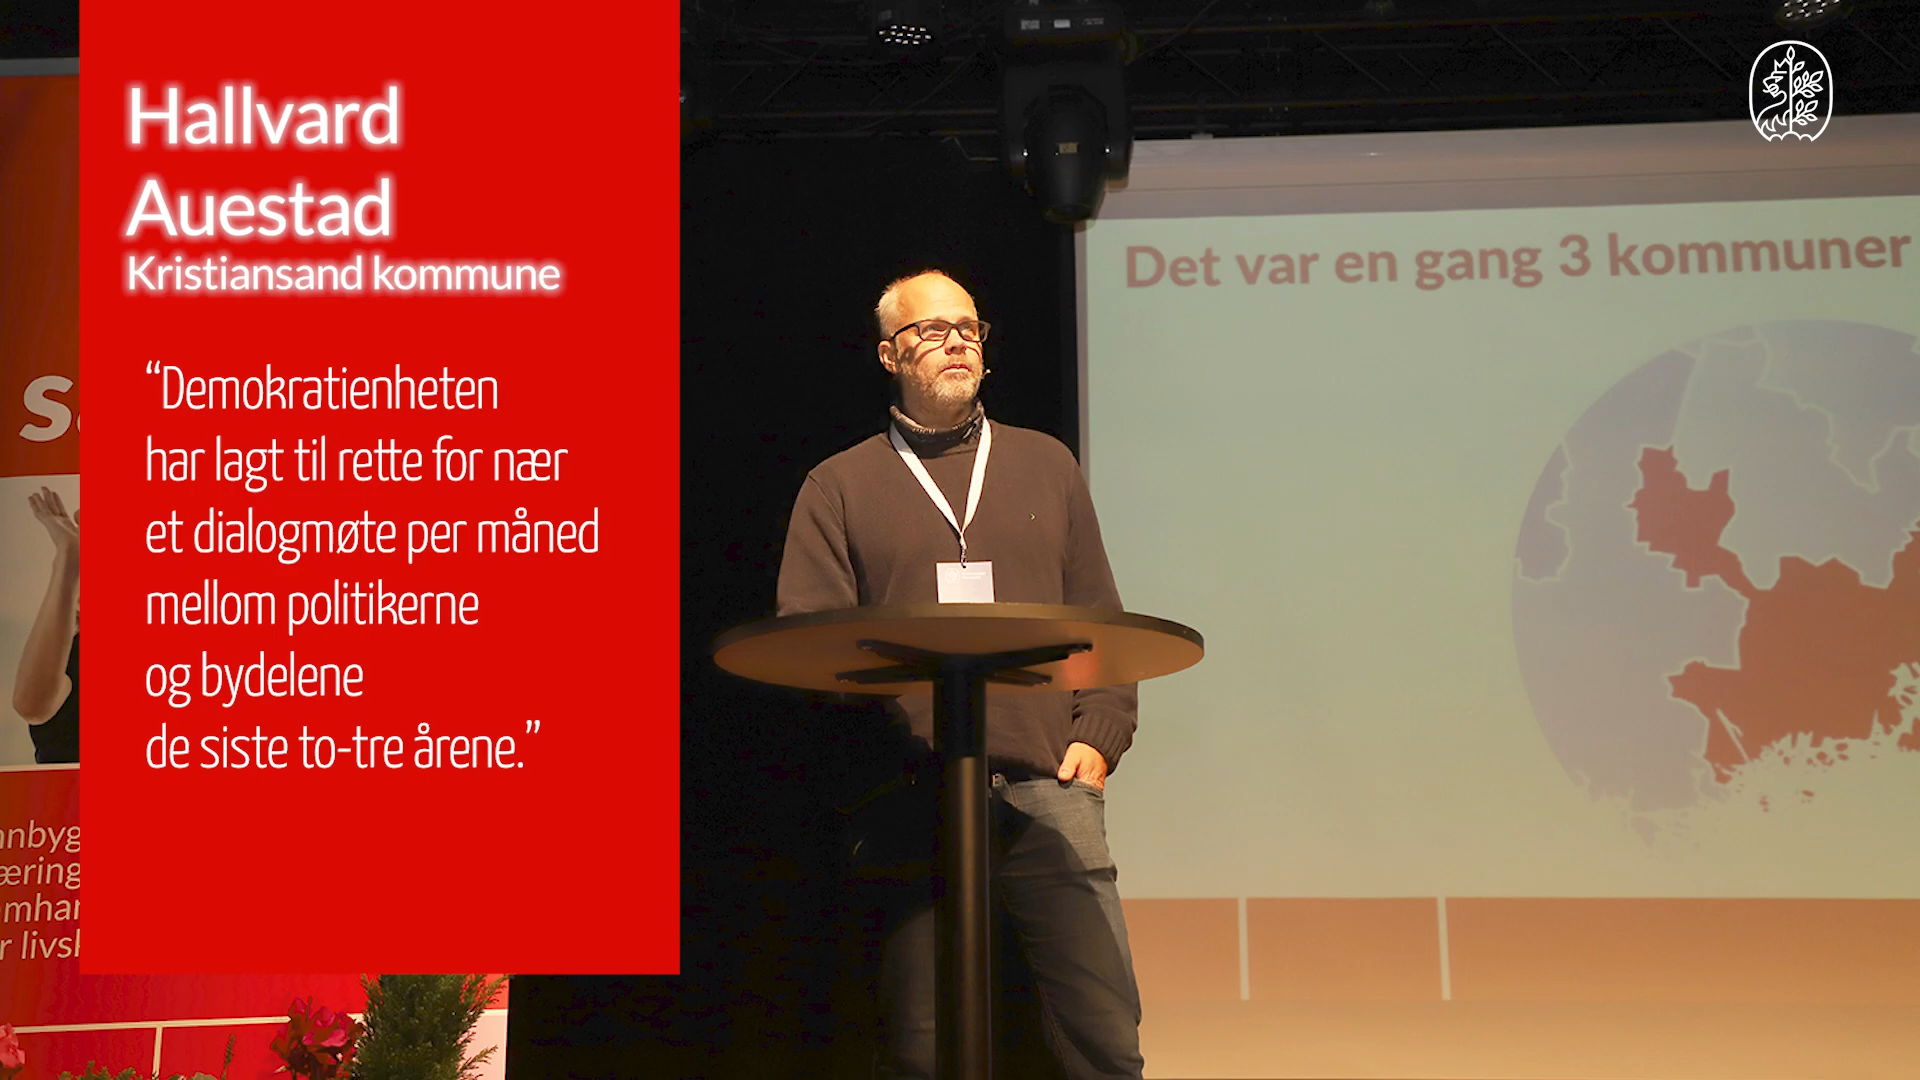 Hallvard
Auestad
Kristiansand kommune
“Demokratienheten
har lagt til rette for nær
et dialogmøte per måned
mellom politikerne
og bydelene
de siste to-tre årene.”
Det var en gang 3 kommuner